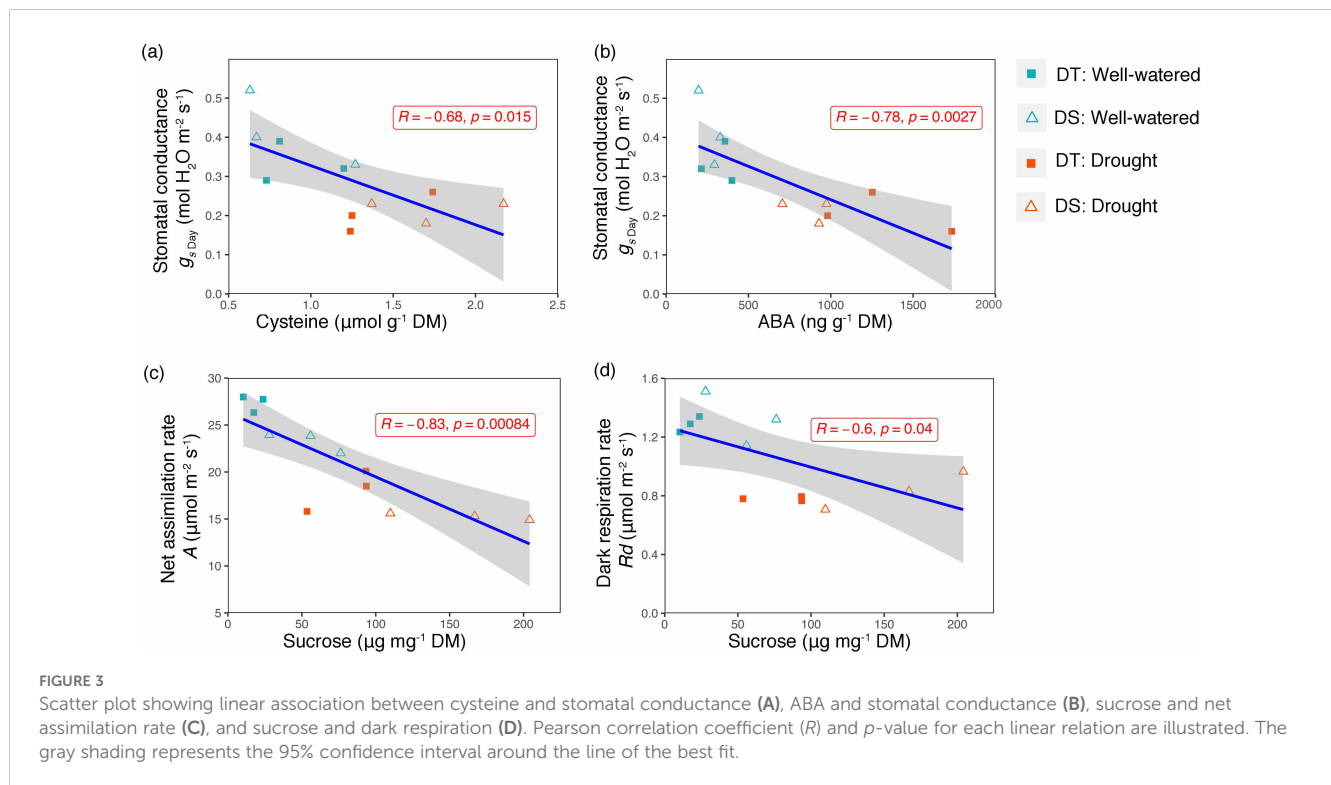 (a)
Stomatal conductance
gs Day (mol H2O m-2 s-1)
0.5
0.4
0.3
0.2
0.1
0.0
R = −0.68, p = 0.015
0.5 1.0 1.5 2.0 2.5
Cysteine (μmol g-1 DM)
(b)
Stomatal conductance
gs Day (mol H2O m-2 s-1)
0.5
0.4
0.3
0.2
0.1
0.0
R = −0.78, p = 0.0027
0 500 1000 1500 2000
ABA (ng g-1 DM)
DT: Well-watered
DS: Well-watered
DT: Drought
DS: Drought
(c)
Net assimilation rate
A (μmol m-2 s-1)
30
25
20
15
10
5
R = −0.83, p = 0.00084
0 50 100 150 200
Sucrose (μg mg-1 DM)
(d)
Dark respiration rate
Rd (μmol m-2 s-1)
1.6
1.2
0.8
0.4
0.0
R = −0.6, p = 0.04
0 50 100 150 200
Sucrose (μg mg-1 DM)
FIGURE 3
Scatter plot showing linear association between cysteine and stomatal conductance (A), ABA and stomatal conductance (B), sucrose and net
assimilation rate (C), and sucrose and dark respiration (D). Pearson correlation coefficient (R) and p-value for each linear relation are illustrated. The
gray shading represents the 95% confidence interval around the line of the best fit.